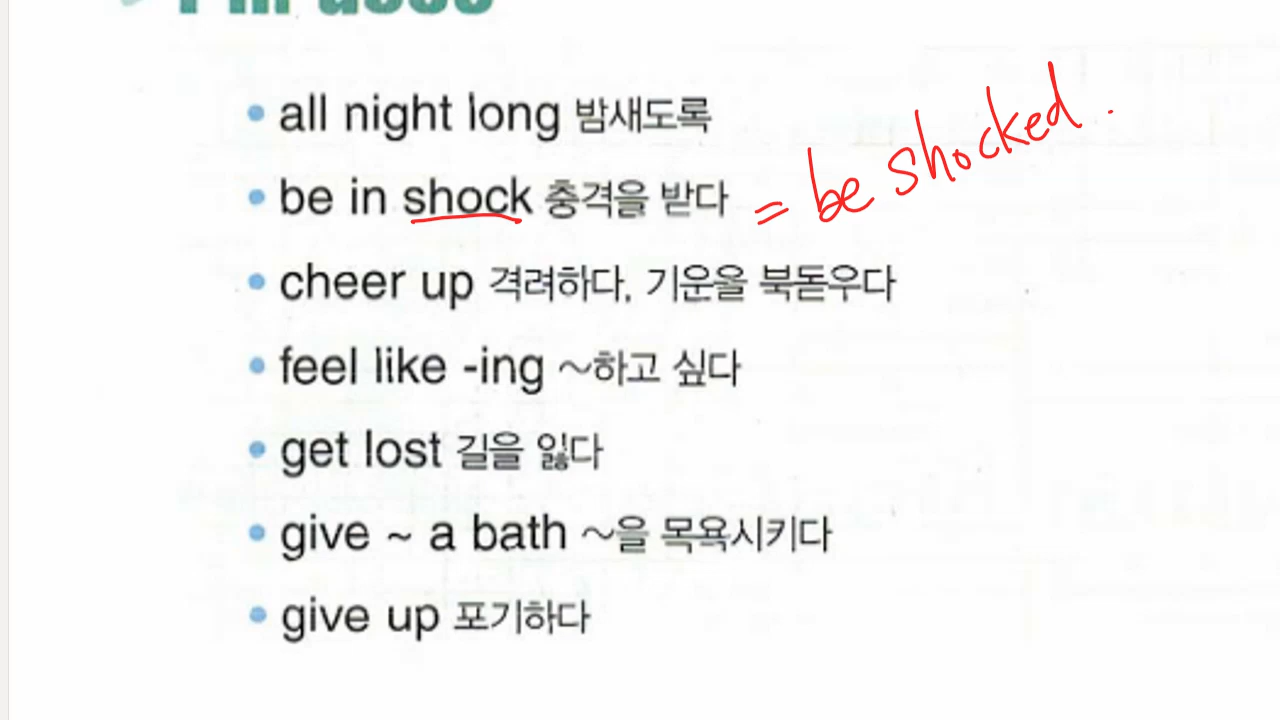 all night long 밤새도록
be in shock 충격을 받다 = be shocked.
cheer up 격려하다, 기운을 북돋우다
feel like -ing ~하고 싶다
get lost 길을 잃다
give ~ a bath ~을 목욕시키다
give up 포기하다